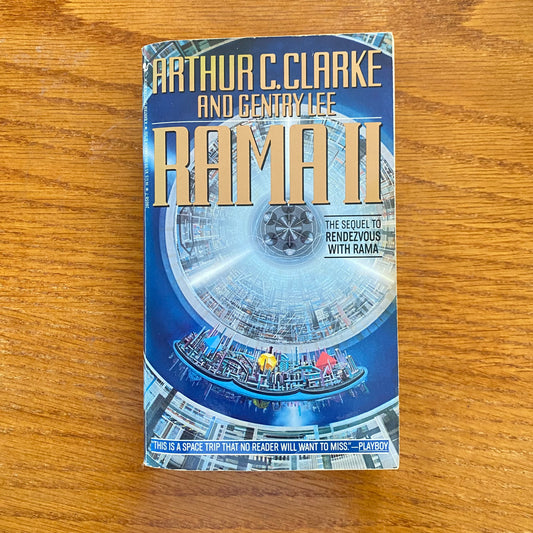 ARTHUR C. CLARKE
AND GENTRY LEE
RAMA II
THE SEQUEL TO
RENDEZVOUS
WITH RAMA
"THIS IS A SPACE TRIP THAT NO READER WILL WANT TO MISS."—PLAYBOY